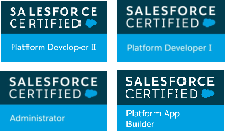 SALESFORCE
CERTIFIED
Platform Developer II
SALESFORCE
CERTIFIED
Platform Developer I
SALESFORCE
CERTIFIED
Administrator
SALESFORCE
CERTIFIED
Platform App
Builder